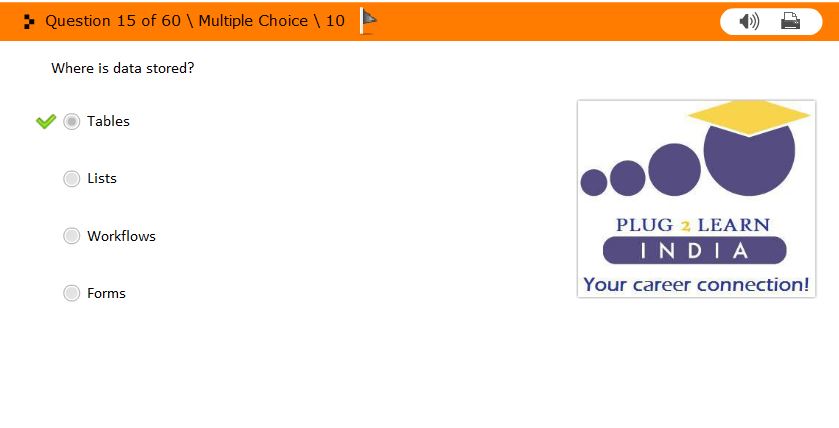 Question 15 of 60 \ Multiple Choice \ 10
Where is data stored?
Tables
Lists
Workflows
Forms
PLUG 2 LEARN
INDIA
Your career connection!